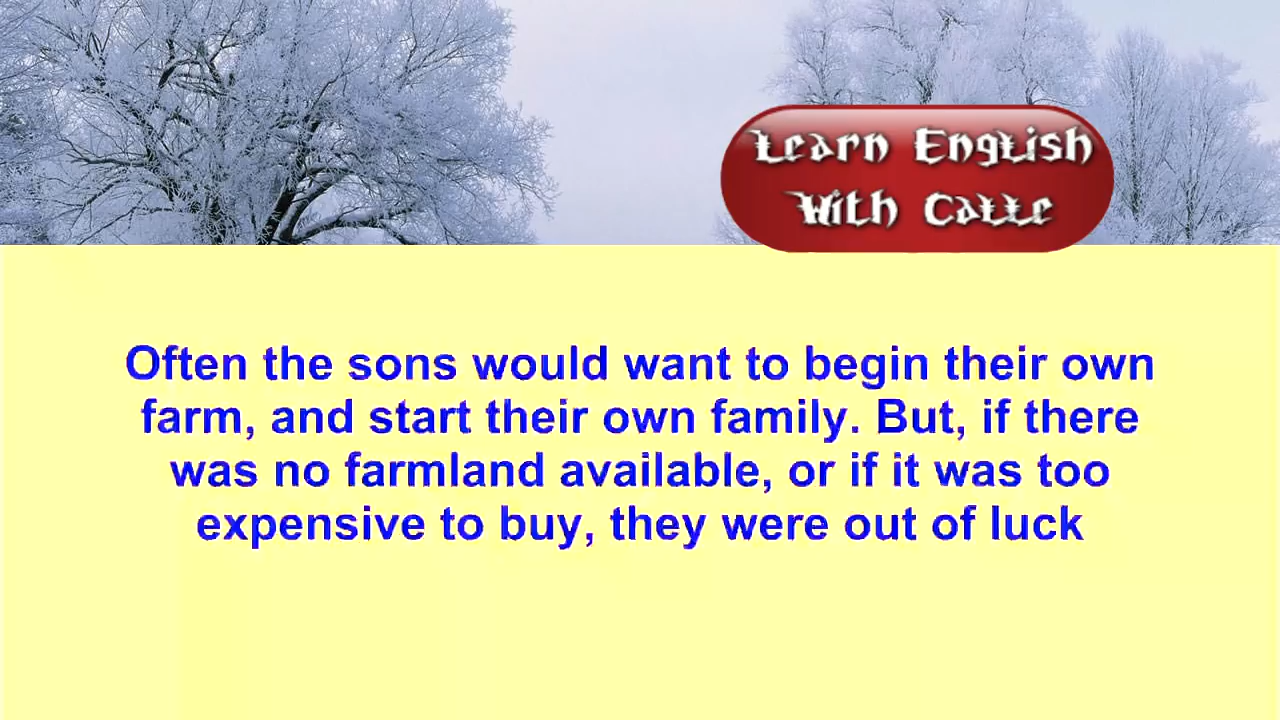 Learn English
With Catte
Often the sons would want to begin their own
farm, and start their own family. But, if there
was no farmland available, or if it was too
expensive to buy, they were out of luck